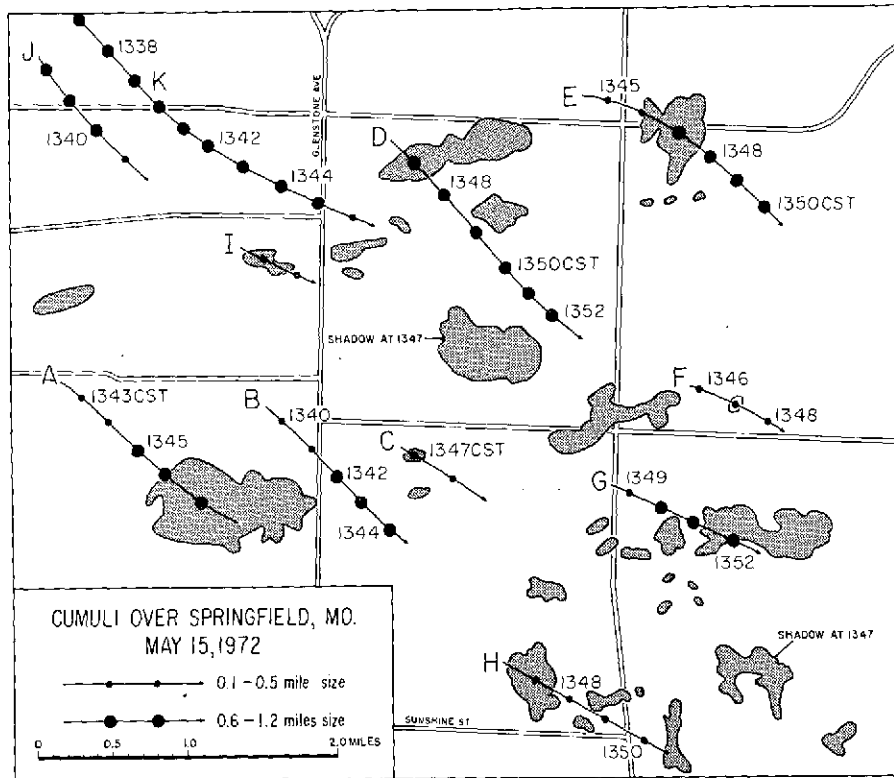 1338
J
K
GLENSTONE AVE
E
1345
1340
1342
D
1348
1344
1348
1350CST
I
1350CST
1352
SHADOW AT 1347
A
1343CST
B
1340
F
1346
1348
C
1347CST
1345
1342
G
1349
1344
1352
CUMULI OVER SPRINGFIELD, MO.
MAY 15,1972
0.1 - 0.5 mile size
0.6 - 1.2 miles size
0 0.5 1.0 2.0 MILES
SHADOW AT 1347
H
1348
SUNSHINE ST
1350